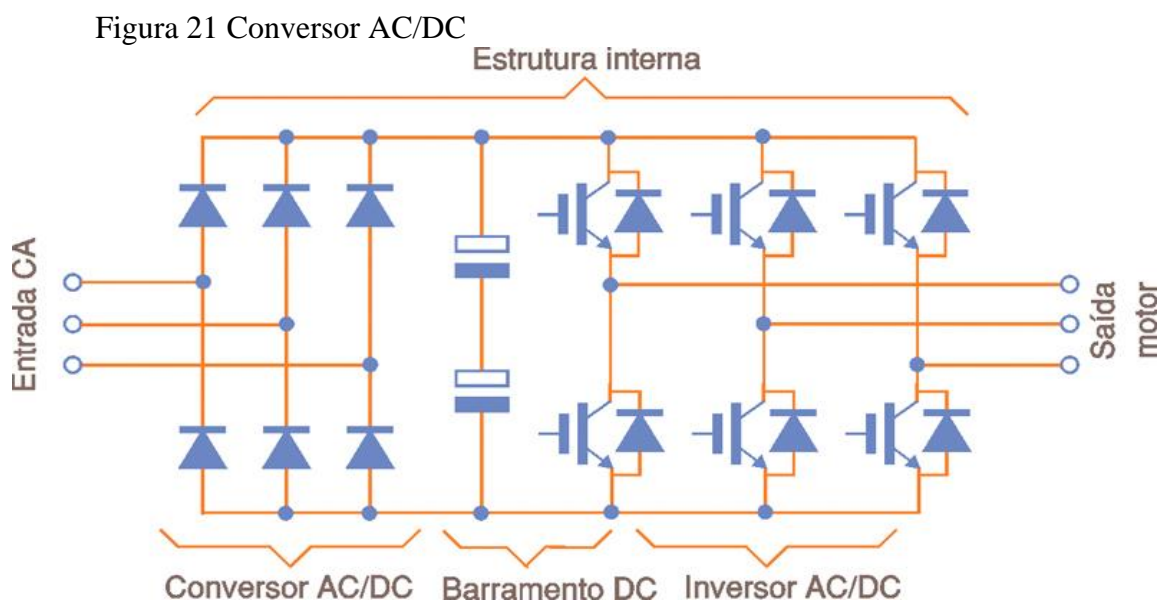 Figura 21 Conversor AC/DC
Estrutura interna
Entrada CA
Saída
motor
Conversor AC/DC
Barramento DC
Inversor AC/DC